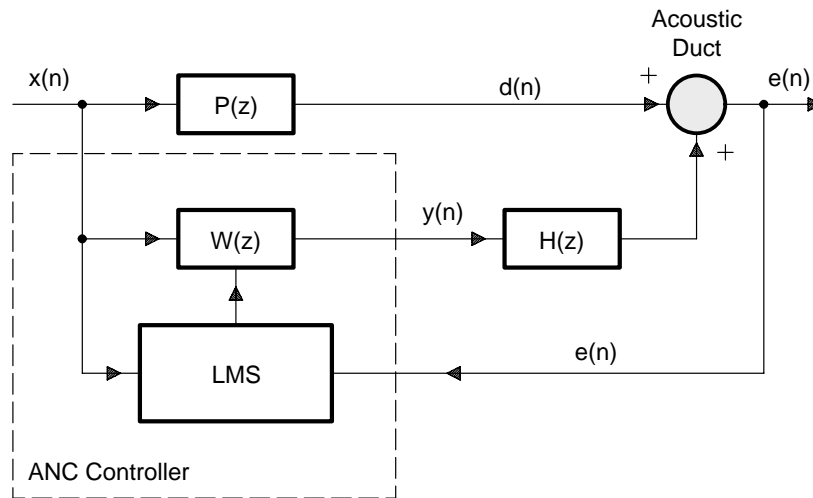 Acoustic
Duct
x(n)
e(n)
+
P(z)
d(n)
+
W(z)
y(n)
H(z)
LMS
e(n)
ANC Controller